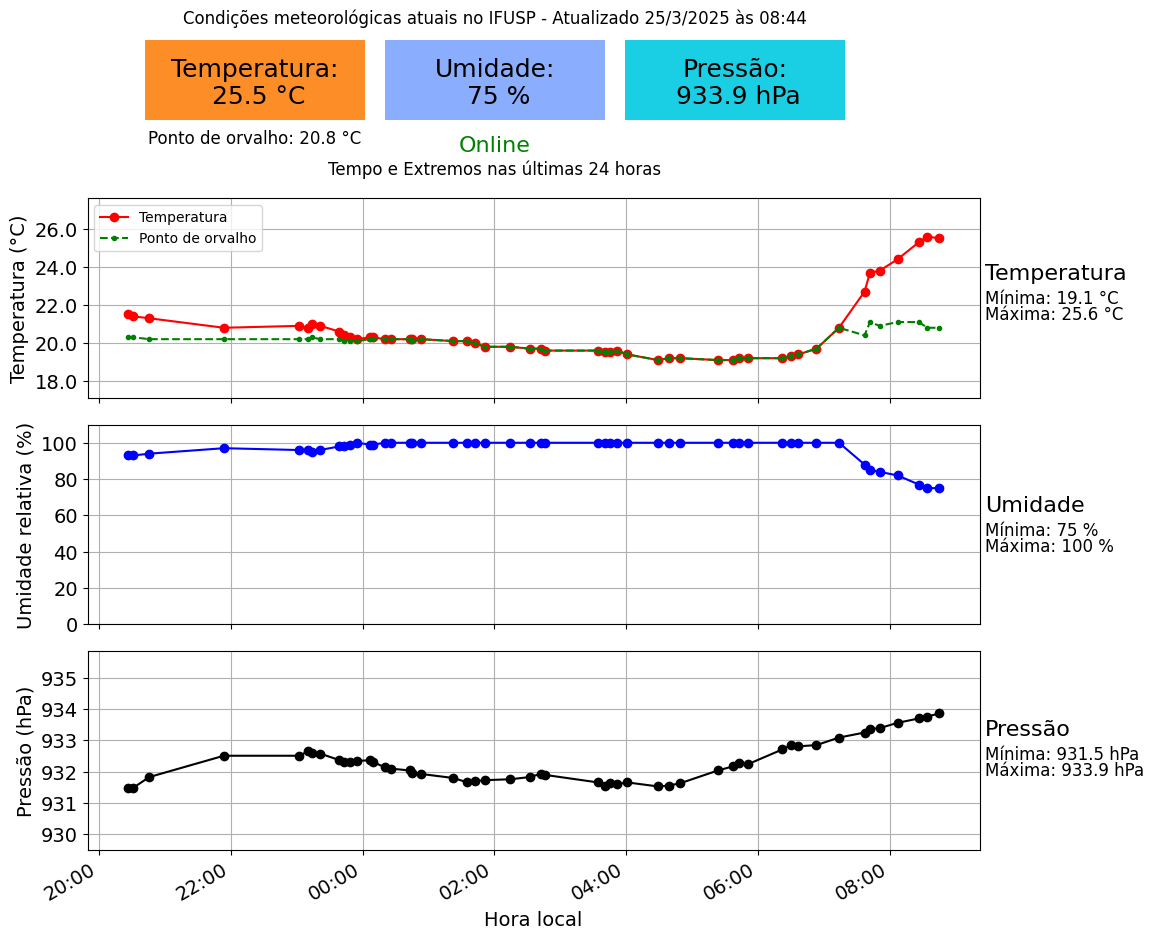 Condições meteorológicas atuais no IFUSP - Atualizado 25/3/2025 às 08:44
Temperatura:
25.5 °C
Umidade:
75 %
Pressão:
933.9 hPa
Ponto de orvalho: 20.8 °C
Online
Tempo e Extremos nas últimas 24 horas
Temperatura (°C)
26.0
24.0
22.0
20.0
18.0
Temperatura
Ponto de orvalho
Temperatura
Mínima: 19.1 °C
Máxima: 25.6 °C
Umidade relativa (%)
100
80
60
40
20
0
Umidade
Mínima: 75 %
Máxima: 100 %
Pressão (hPa)
935
934
933
932
931
930
Pressão
Mínima: 931.5 hPa
Máxima: 933.9 hPa
20:00
22:00
00:00
02:00
04:00
06:00
08:00
Hora local